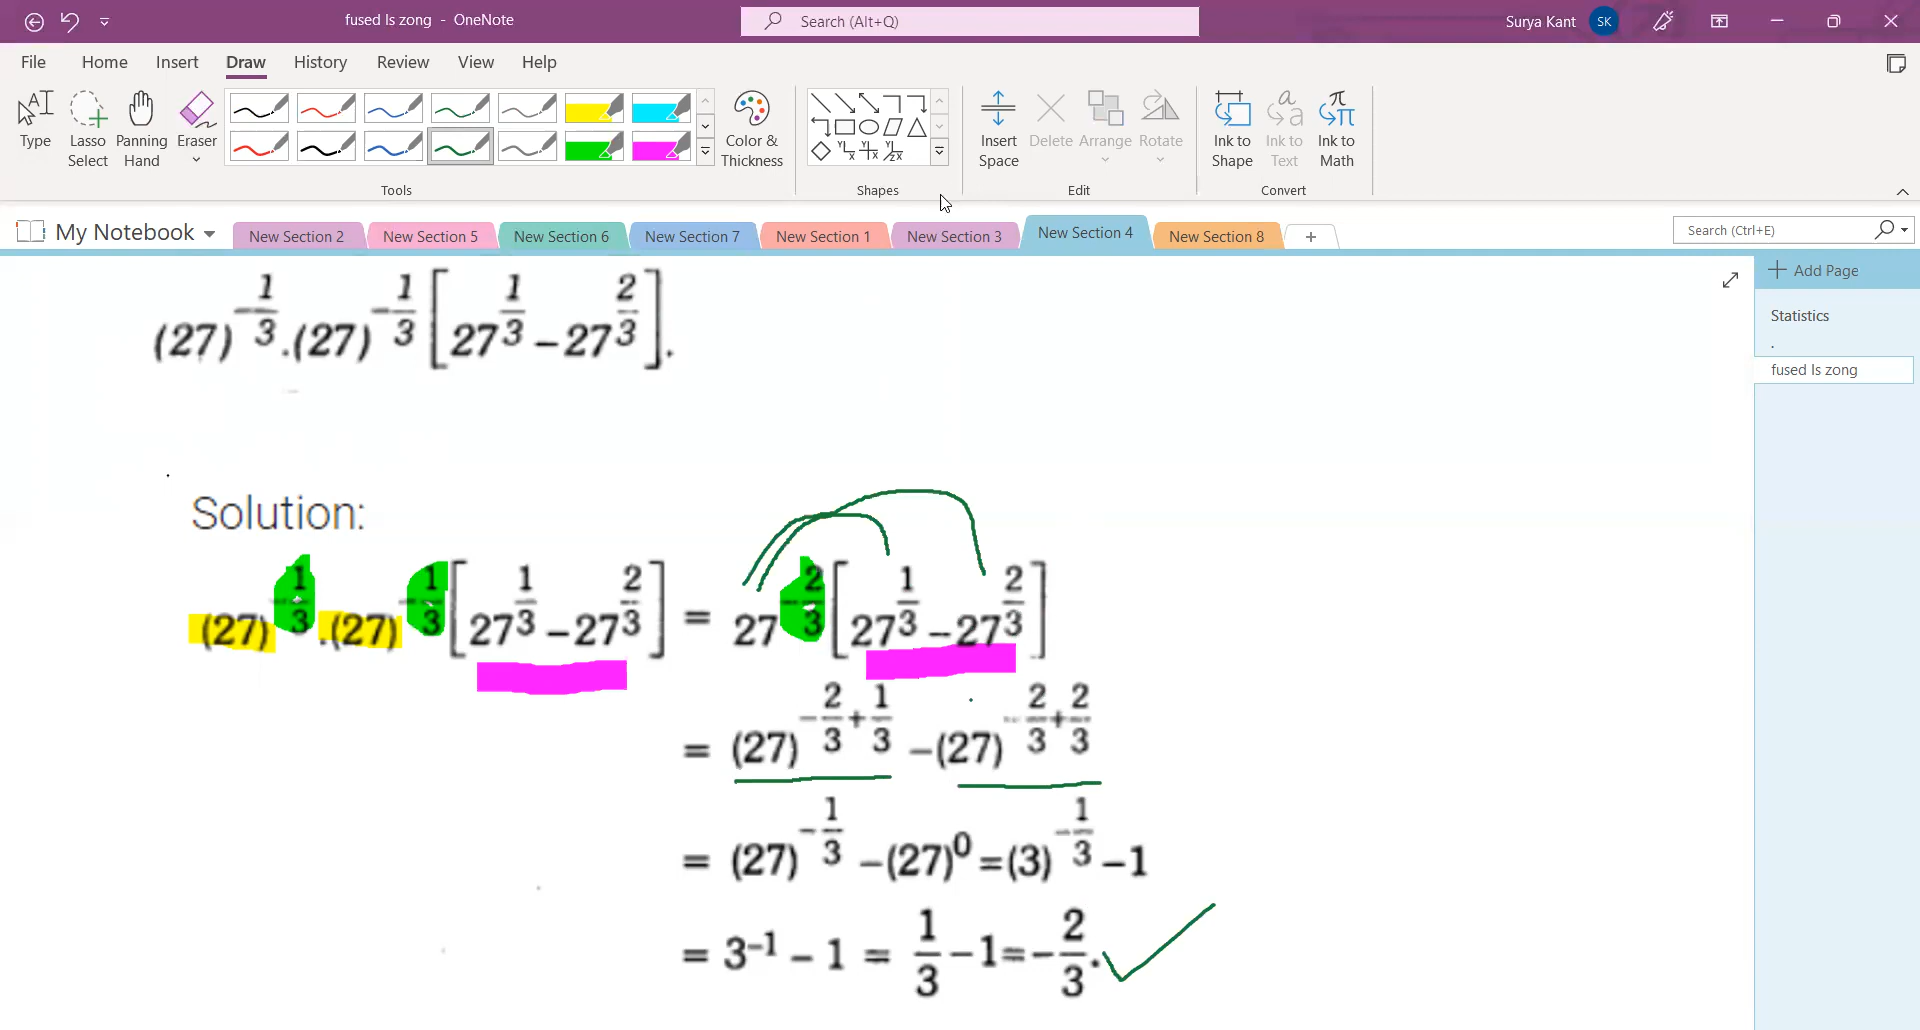 fused Is zong - OneNote
Search (Alt+Q)
Surya Kant SK
File Home Insert Draw History Review View Help
Type
Lasso Select
Panning Hand
Eraser
Color & Thickness
Insert Space
Delete
Arrange
Rotate
Ink to Shape
Ink to Text
Ink to Math
Tools Shapes Edit Convert
My Notebook New Section 2 New Section 5 New Section 6 New Section 7 New Section 1 New Section 3 New Section 4 New Section 8 +
Search (Ctrl+E)
Add Page
Statistics
.
fused Is zong
(27)^{-1/3}.(27)^{-1/3}[27^{1/3}-27^{2/3}].
Solution:
(27)^{-1/3}.(27)^{-1/3}[27^{1/3}-27^{2/3}] = 27^{-2/3}[27^{1/3}-27^{2/3}]
= (27)^{-2/3+1/3} -(27)^{-2/3+2/3}
= (27)^{-1/3} -(27)^0 =(3)^{-1/3} -1
= 3^{-1} - 1 = 1/3 -1=-2/3.